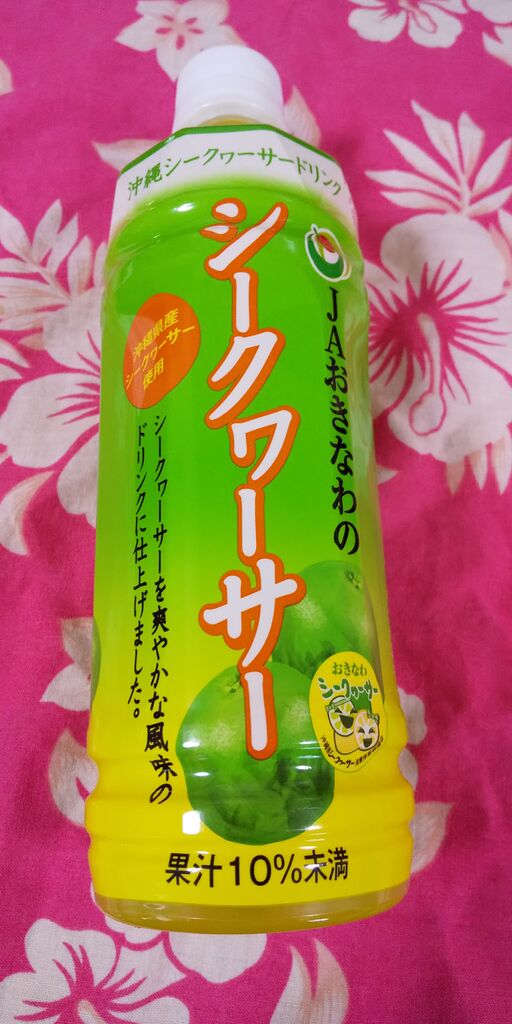 沖縄シークヮーサードリンク
JAおきなわの
シークワーサー
沖縄県産
シークヮーサー
使用
シークワーサーを爽やかな風味の
ドリンクに仕上げました。
おきなわ
シークヮーサー
果汁10%未満